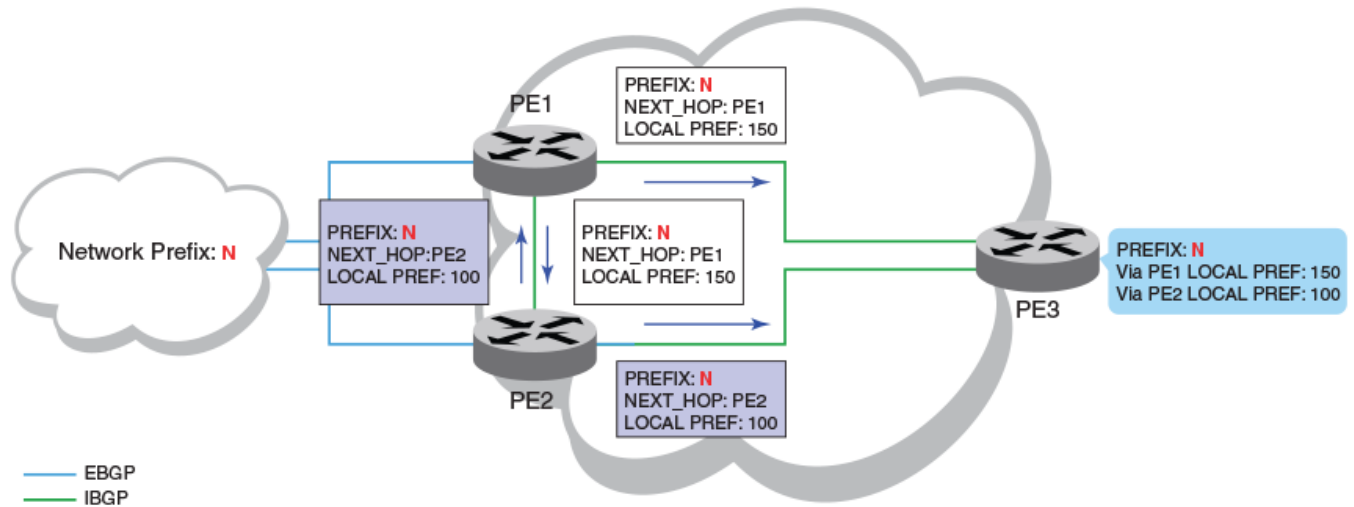 PE1
PREFIX: N
NEXT_HOP: PE1
LOCAL PREF: 150
Network Prefix: N
PREFIX: N
NEXT_HOP:PE2
LOCAL PREF: 100
PREFIX: N
NEXT_HOP: PE1
LOCAL PREF: 150
PE3
PREFIX: N
Via PE1 LOCAL PREF: 150
Via PE2 LOCAL PREF: 100
PE2
PREFIX: N
NEXT_HOP: PE2
LOCAL PREF: 100
EBGP
IBGP